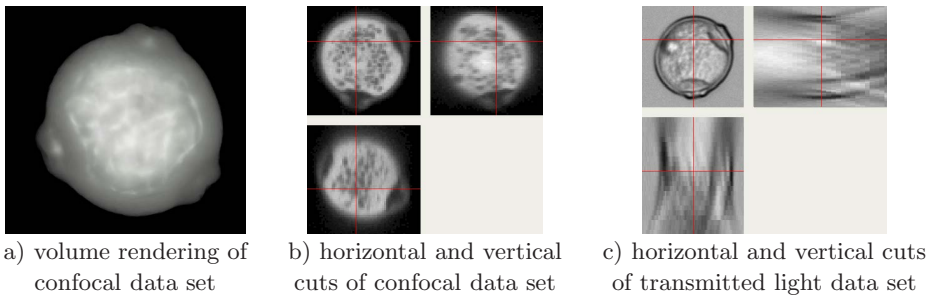 a) volume rendering of
confocal data set
b) horizontal and vertical
cuts of confocal data set
c) horizontal and vertical cuts
of transmitted light data set